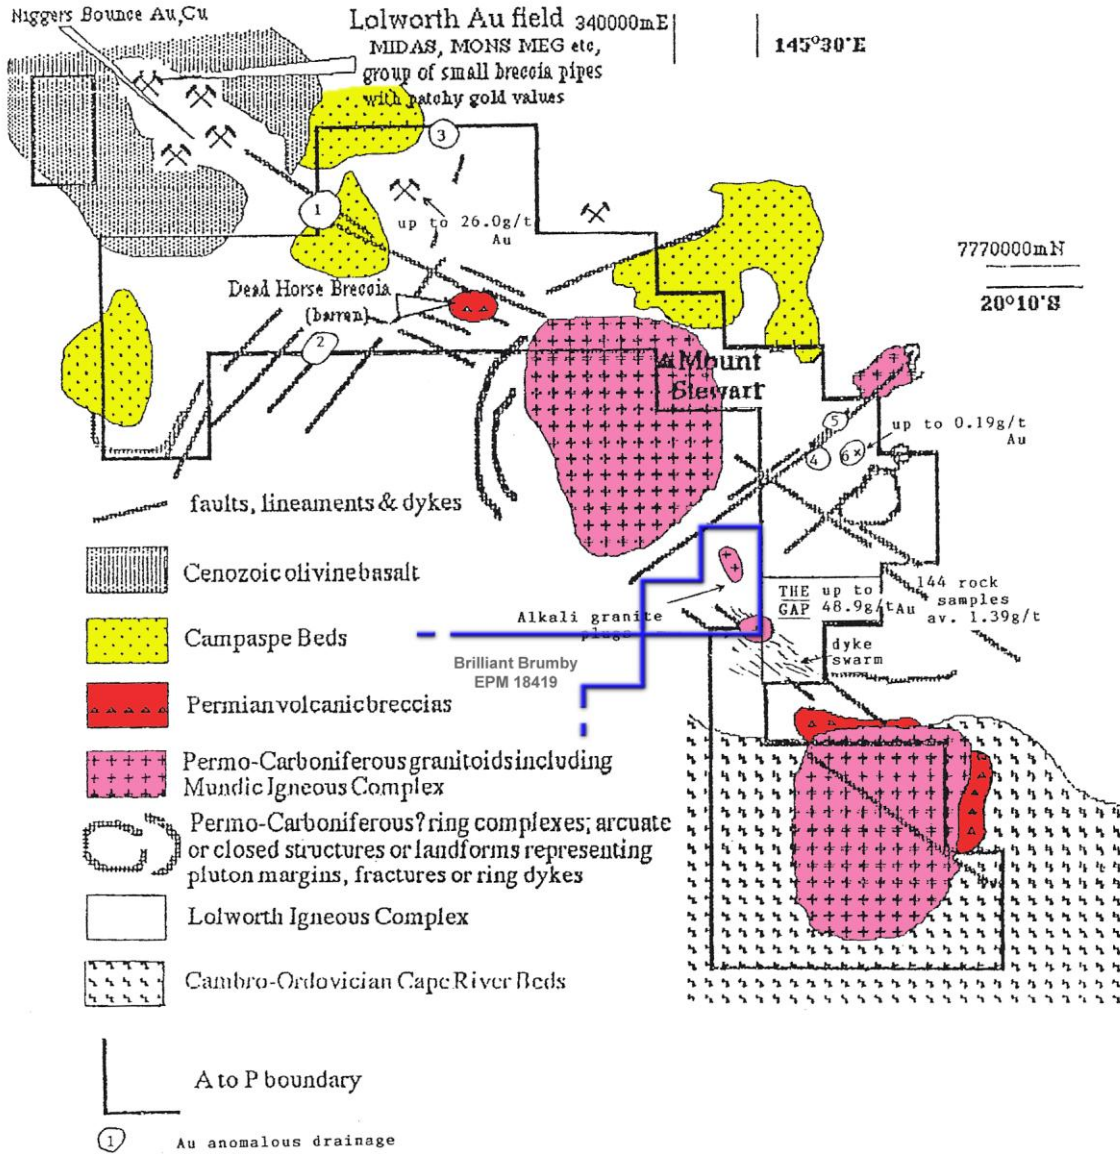 Niggers Bounce Au,Cu
Lolworth Au field
340000mE
145°30'E
MIDAS, MONS MEG etc,
group of small breccia pipes
with patchy gold values
3
1
up to 26.0g/t
Au
7770000mN
20°10'S
Dead Horse Breccia
(barren)
2
Mount
Stewart
5
4
6
up to 0.19g/t
Au
?
faults, lineaments & dykes
Cenozoic olivine basalt
THE
GAP
up to
48.9g/t Au
144 rock
samples
av. 1.39g/t
Alkali granite
plugs
Campaspe Beds
dyke
swarm
Brilliant Brumby
EPM 18419
Permian volcanic breccias
Permo-Carboniferous granitoids including
Mundic Igneous Complex
Permo-Carboniferous? ring complexes; arcuate
or closed structures or landforms representing
pluton margins, fractures or ring dykes
Lolworth Igneous Complex
Cambro-Ordovician Cape River Beds
A to P boundary
1
Au anomalous drainage